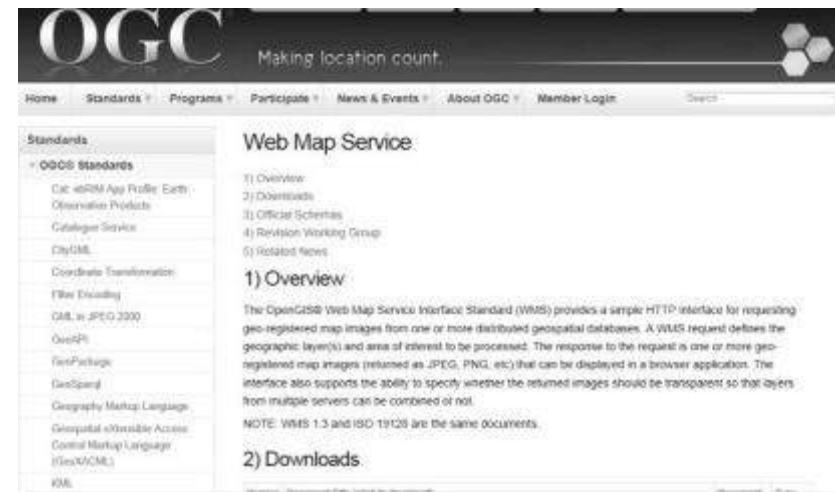 OGC
Making location count.
Home Standards Programs Participate News & Events About OGC Member Login Search
Standards
OGC® Standards
Cat: ebRIM App Profile: Earth
Observation Products
Catalogue Service
CityGML
Coordinate Transformation
Filter Encoding
GML in JPEG 2000
GeoAPI
GeoPackage
GeoSparql
Geography Markup Language
Geospatial eXtensible Access
Control Markup Language
(GeoXACML)
KML
Web Map Service
1) Overview
2) Downloads
3) Official Schemas
4) Revision Working Group
5) Related News
1) Overview
The OpenGIS® Web Map Service Interface Standard (WMS) provides a simple HTTP interface for requesting
geo-registered map images from one or more distributed geospatial databases. A WMS request defines the
geographic layer(s) and area of interest to be processed. The response to the request is one or more geo-
registered map images (returned as JPEG, PNG, etc) that can be displayed in a browser application. The
interface also supports the ability to specify whether the returned images should be transparent so that layers
from multiple servers can be combined or not.
NOTE: WMS 1.3 and ISO 19128 are the same documents.
2) Downloads